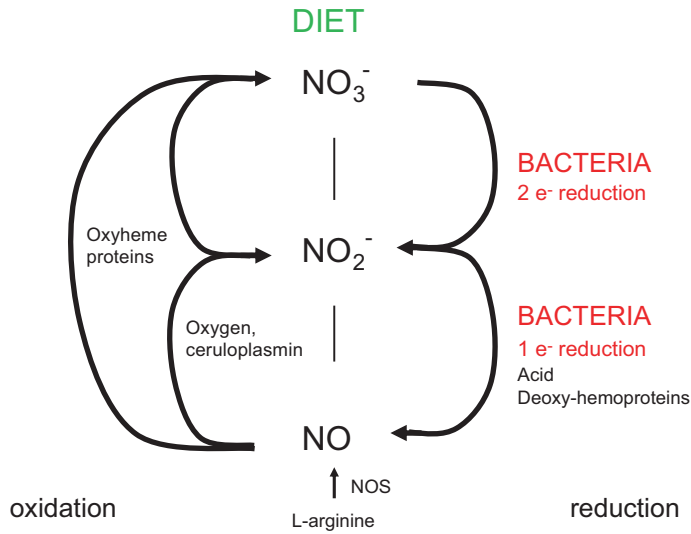 DIET
NO₃⁻
BACTERIA
2 e⁻ reduction
Oxyheme
proteins
NO₂⁻
Oxygen,
ceruloplasmin
BACTERIA
1 e⁻ reduction
Acid
Deoxy-hemoproteins
NO
NOS
L-arginine
oxidation
reduction